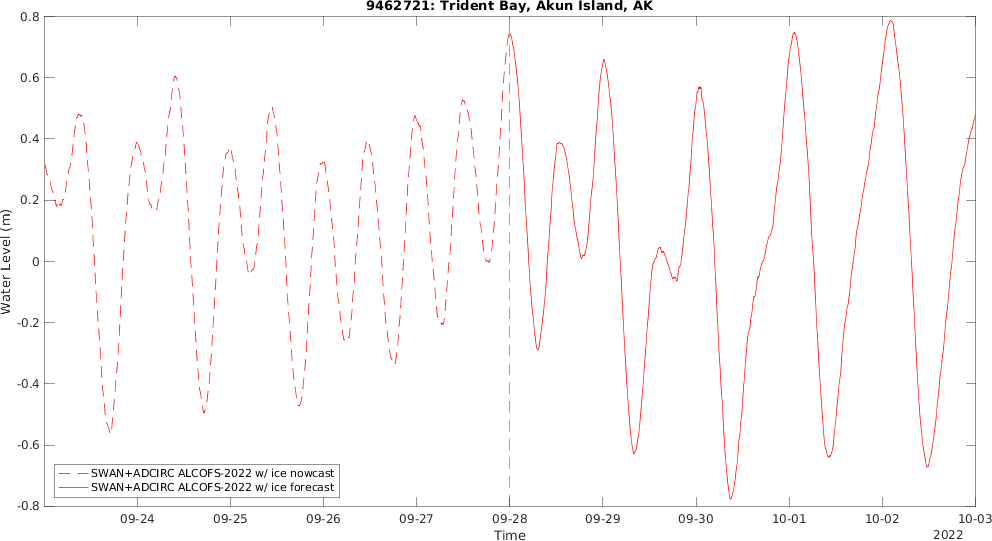 9462721: Trident Bay, Akun Island, AK
0.8
0.6
0.4
0.2
0
-0.2
-0.4
-0.6
-0.8
Water Level (m)
SWAN+ADCIRC ALCOFS-2022 w/ ice nowcast
SWAN+ADCIRC ALCOFS-2022 w/ ice forecast
09-24 09-25 09-26 09-27 09-28 09-29 09-30 10-01 10-02 10-03
Time
2022